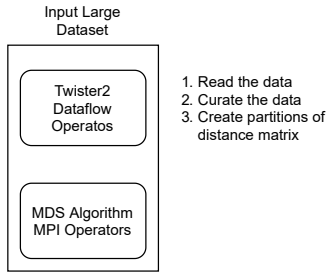 Input Large
Dataset
Twister2
Dataflow
Operatos
1. Read the data
2. Curate the data
3. Create partitions of
distance matrix
MDS Algorithm
MPI Operators